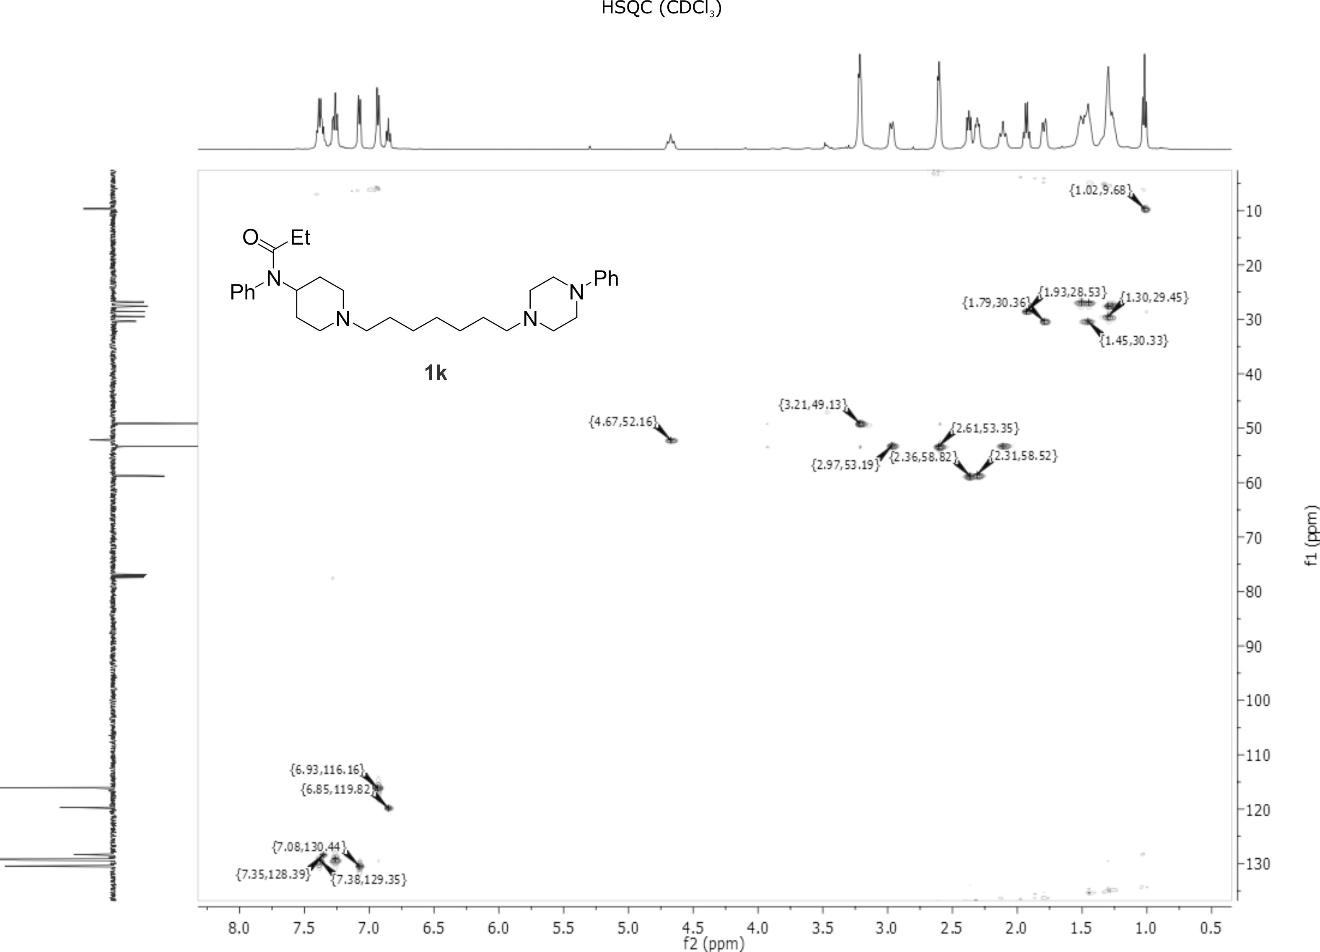 HSQC (CDCl₃)
{1.02,9.68}
10
20
{1.79,30.36}
{1.93,28.53}
{1.30,29.45}
30
{1.45,30.33}
40
{3.21,49.13}
{4.67,52.16}
{2.61,53.35}
50
{2.97,53.19}
{2.36,58.82}
{2.31,58.52}
60
70
80
90
100
110
{6.93,116.16}
{6.85,119.82}
120
{7.08,130.44}
130
{7.35,128.39}
{7.38,129.35}
O
Et
Ph
N
N
N
N
Ph
1k
f1 (ppm)
8.0 7.5 7.0 6.5 6.0 5.5 5.0 4.5 4.0 3.5 3.0 2.5 2.0 1.5 1.0 0.5
f2 (ppm)